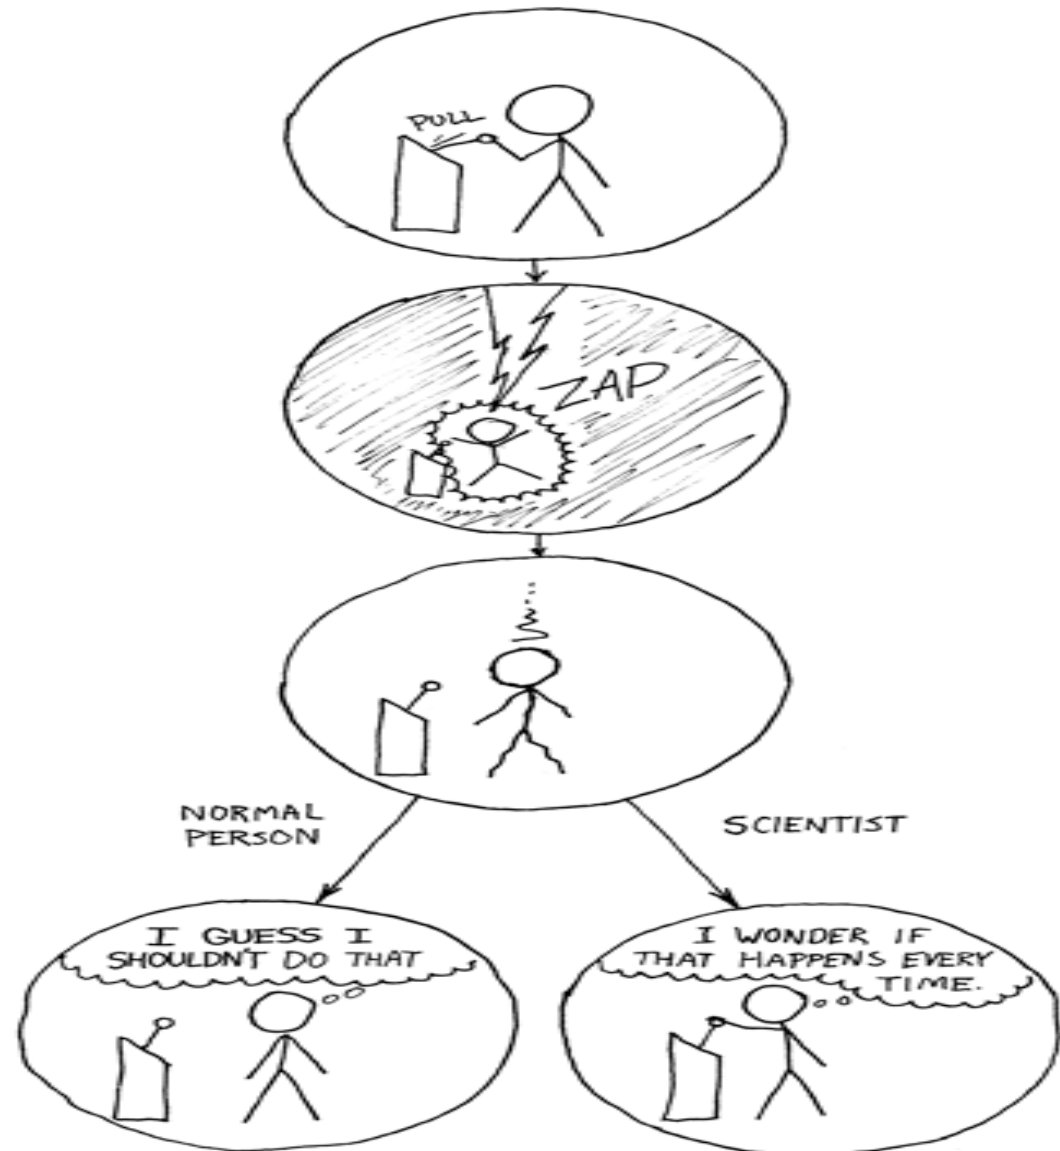 PULL
ZAP
NORMAL
PERSON
SCIENTIST
I GUESS I
SHOULDN'T DO THAT
I WONDER IF
THAT HAPPENS EVERY
TIME.